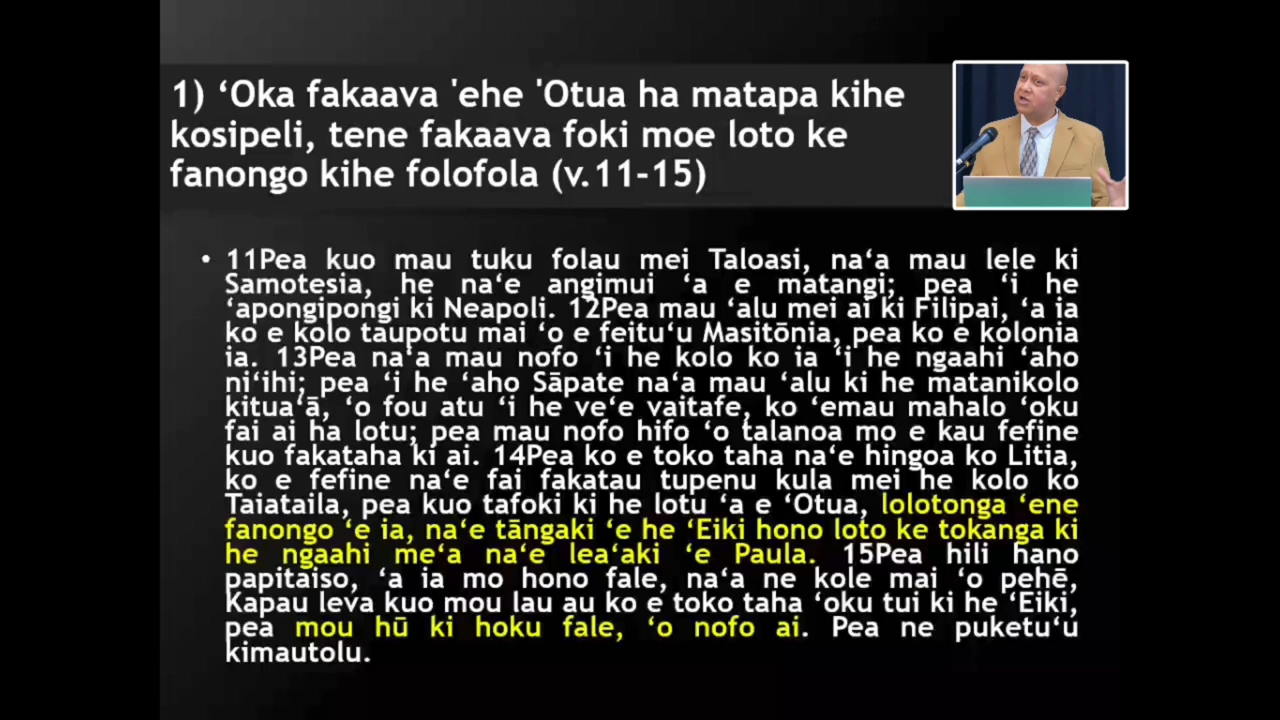 1) ‘Oka fakaava 'ehe 'Otua ha matapa kihe
kosipeli, tene fakaava foki moe loto ke
fanongo kihe folofola (v.11-15)
• 11Pea kuo mau tuku folau mei Taloasi, na‘a mau lele ki
Samotesia, he na‘e angimui ‘a e matangi; pea ‘i he
‘apongipongi ki Neapoli. 12Pea mau ‘alu mei ai ki Filipai, ‘a ia
ko e kolo taupotu mai ‘o e feitu‘u Masitōnia, pea ko e kolonia
ia. 13Pea na‘a mau nofo ‘i he kolo ko ia ‘i he ngaahi ‘aho
ni‘ihi; pea ‘i he ‘aho Sāpate na‘a mau ‘alu ki he matanikolo
kitua‘ā, ‘o fou atu ‘i he ve‘e vaitafe, ko ‘emau mahalo ‘oku
fai ai ha lotu; pea mau nofo hifo ‘o talanoa mo e kau fefine
kuo fakataha ki ai. 14Pea ko e toko taha na‘e hingoa ko Litia,
ko e fefine na‘e fai fakatau tupenu kula mei he kolo ko
Taiataila, pea kuo tafoki ki he lotu ‘a e ‘Otua, lolotonga ‘ene
fanongo ‘e ia, na‘e tāngaki ‘e he ‘Eiki hono loto ke tokanga ki
he ngaahi me‘a na‘e lea‘aki ‘e Paula. 15Pea hili hano
papitaiso, ‘a ia mo hono fale, na‘a ne kole mai ‘o pehē,
Kapau leva kuo mou lau au ko e toko taha ‘oku tui ki he ‘Eiki,
pea mou hū ki hoku fale, ‘o nofo ai. Pea ne puketu‘u
kimautolu.